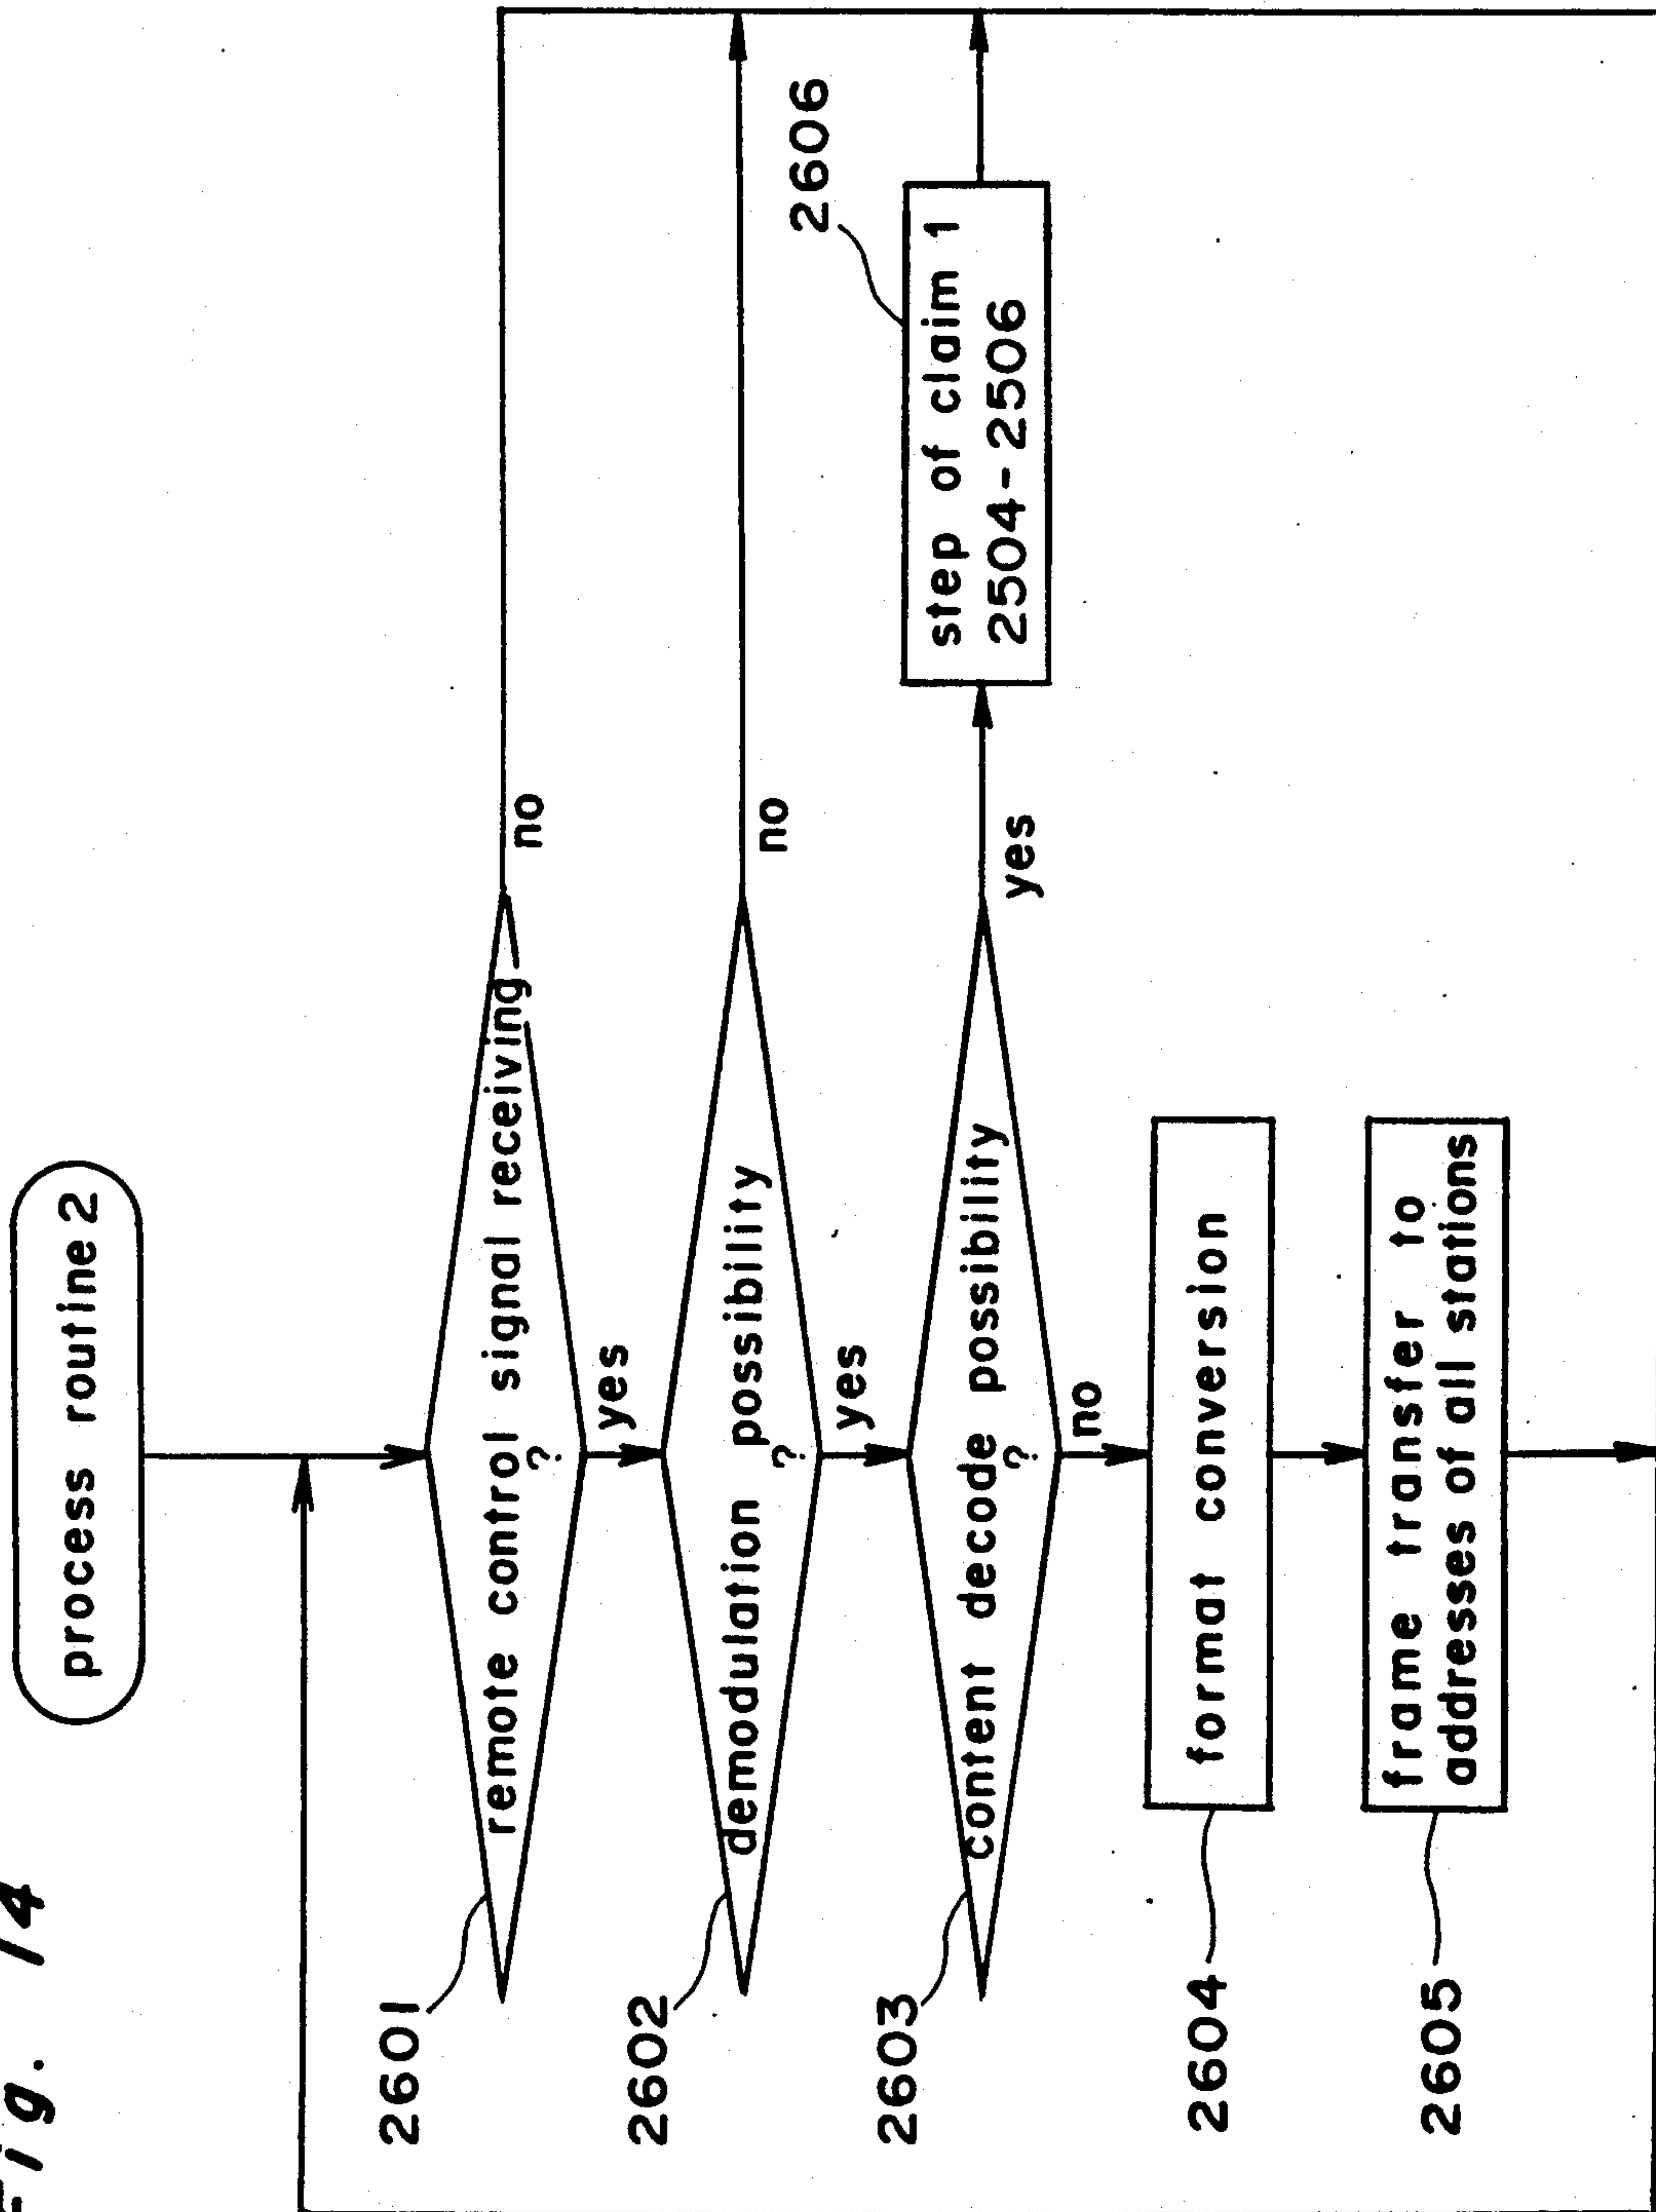 Fig. 14
process routine 2
2601
remote control signal receiving
?
no
yes
2602
demodulation possibility
?
no
yes
2603
content decode possibility
?
yes
no
2606
step of claim 1
2504-2506
2604
format conversion
2605
frame transfer to
addresses of all stations